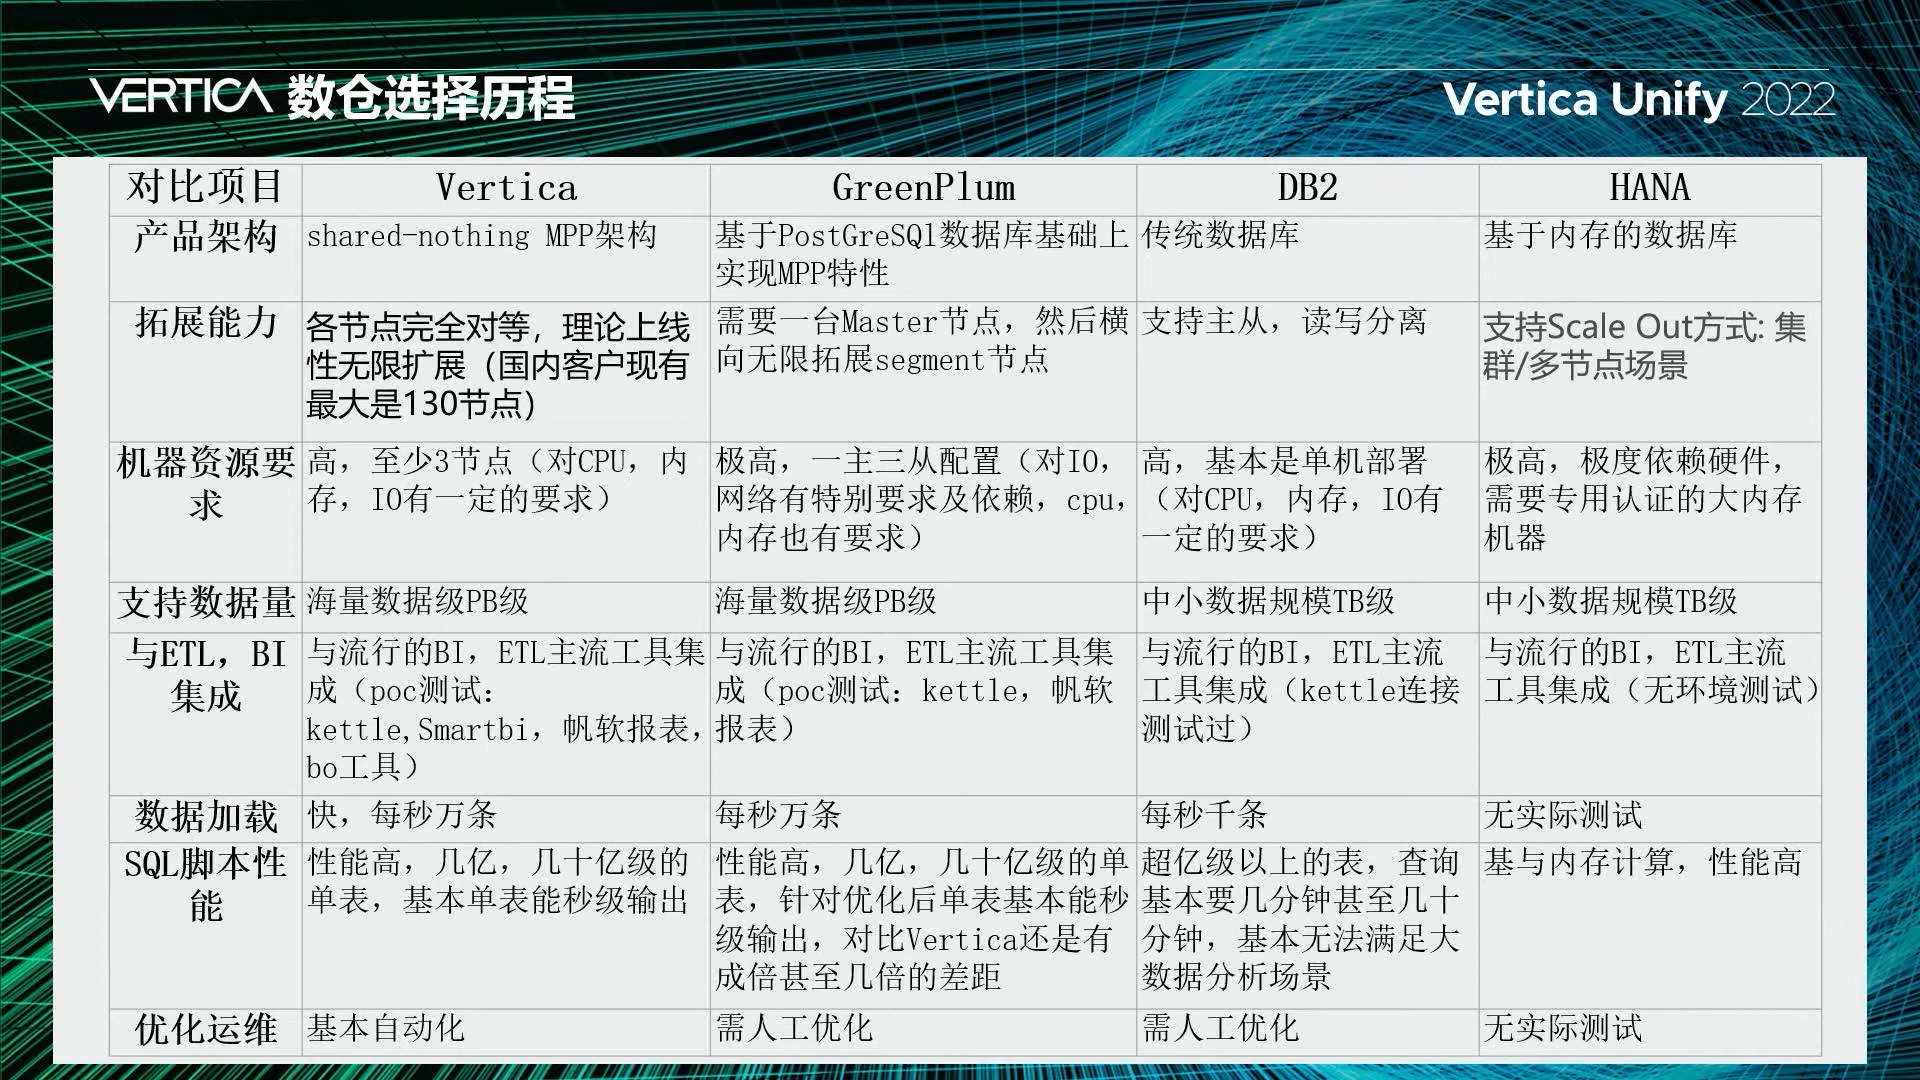 VERTICA 数仓选择历程
Vertica Unify 2022
对比项目 Vertica GreenPlum DB2 HANA
产品架构
shared-nothing MPP架构
基于PostGreSQl数据库基础上
实现MPP特性
传统数据库
基于内存的数据库
拓展能力
各节点完全对等，理论上线
性无限扩展（国内客户现有
最大是130节点）
需要一台Master节点，然后横
向无限拓展segment节点
支持主从，读写分离
支持Scale Out方式: 集
群/多节点场景
机器资源要
求
高，至少3节点（对CPU，内
存，IO有一定的要求）
极高，一主三从配置（对IO，
网络有特别要求及依赖，cpu，
内存也有要求）
高，基本是单机部署
（对CPU，内存，IO有
一定的要求）
极高，极度依赖硬件，
需要专用认证的大内存
机器
支持数据量
海量数据级PB级
海量数据级PB级
中小数据规模TB级
中小数据规模TB级
与ETL，BI
集成
与流行的BI，ETL主流工具集
成（poc测试：
kettle,Smartbi，帆软报表，
bo工具）
与流行的BI，ETL主流工具集
成（poc测试：kettle，帆软
报表）
与流行的BI，ETL主流
工具集成（kettle连接
测试过）
与流行的BI，ETL主流
工具集成（无环境测试）
数据加载
快，每秒万条
每秒万条
每秒千条
无实际测试
SQL脚本性
能
性能高，几亿，几十亿级的
单表，基本单表能秒级输出
性能高，几亿，几十亿级的单
表，针对优化后单表基本能秒
级输出，对比Vertica还是有
成倍甚至几倍的差距
超亿级以上的表，查询
基本要几分钟甚至几十
分钟，基本无法满足大
数据分析场景
基与内存计算，性能高
优化运维
基本自动化
需人工优化
需人工优化
无实际测试